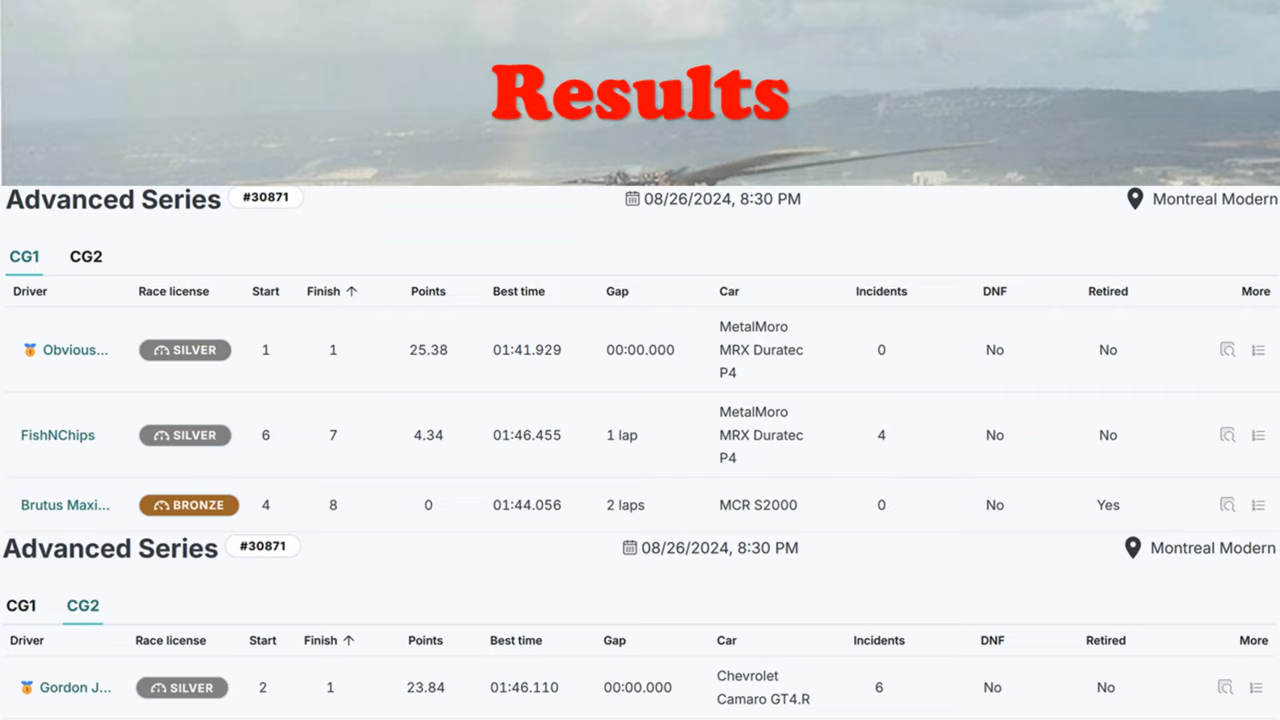 Results
Advanced Series #30871 08/26/2024, 8:30 PM Montreal Modern
CG1 CG2
Driver Race license Start Finish ↑ Points Best time Gap Car Incidents DNF Retired More
Obvious... SILVER 1 1 25.38 01:41.929 00:00.000 MetalMoro MRX Duratec P4 0 No No
FishNChips SILVER 6 7 4.34 01:46.455 1 lap MetalMoro MRX Duratec P4 4 No No
Brutus Maxi... BRONZE 4 8 0 01:44.056 2 laps MCR S2000 0 No Yes
Advanced Series #30871 08/26/2024, 8:30 PM Montreal Modern
CG1 CG2
Driver Race license Start Finish ↑ Points Best time Gap Car Incidents DNF Retired More
Gordon J... SILVER 2 1 23.84 01:46.110 00:00.000 Chevrolet Camaro GT4.R 6 No No